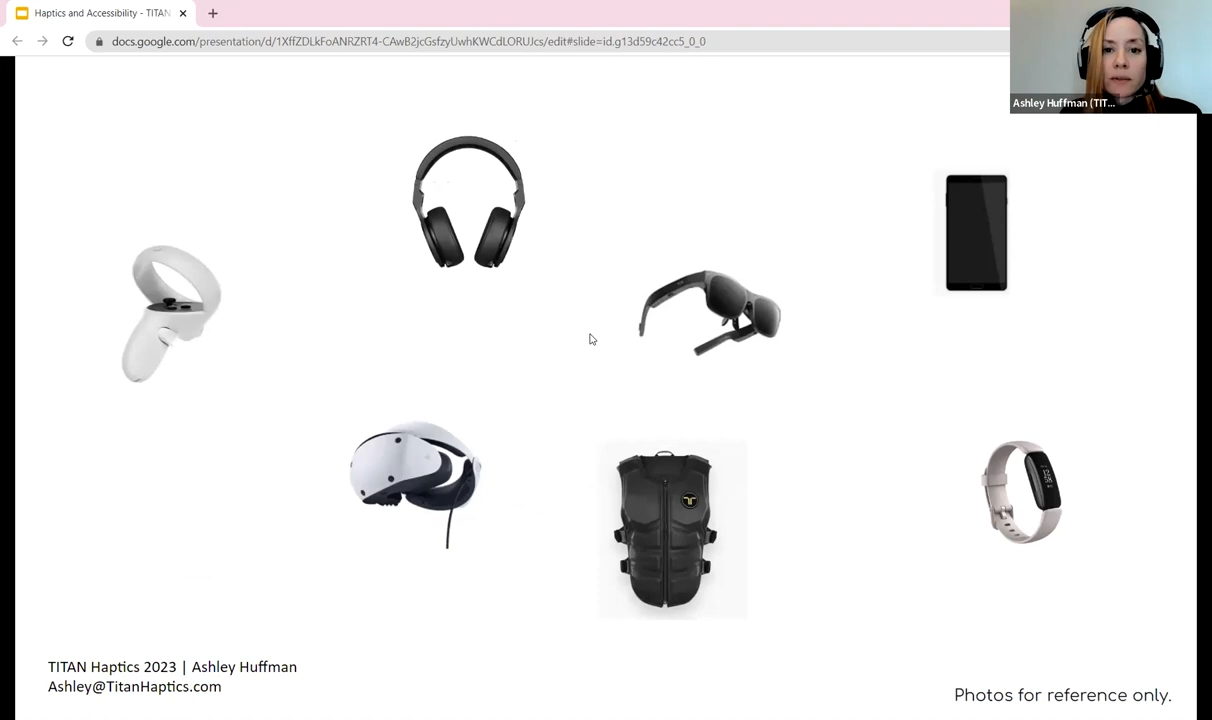 Haptics and Accessibility - TITAN
docs.google.com/presentation/d/1XffZDLkFoANRZRT4-CAwB2jcGsfzyUwhKWCdLORUJcs/edit#slide=id.g13d59c42cc5_0_0
Ashley Huffman (TIT...
TITAN Haptics 2023 | Ashley Huffman
Ashley@TitanHaptics.com
Photos for reference only.